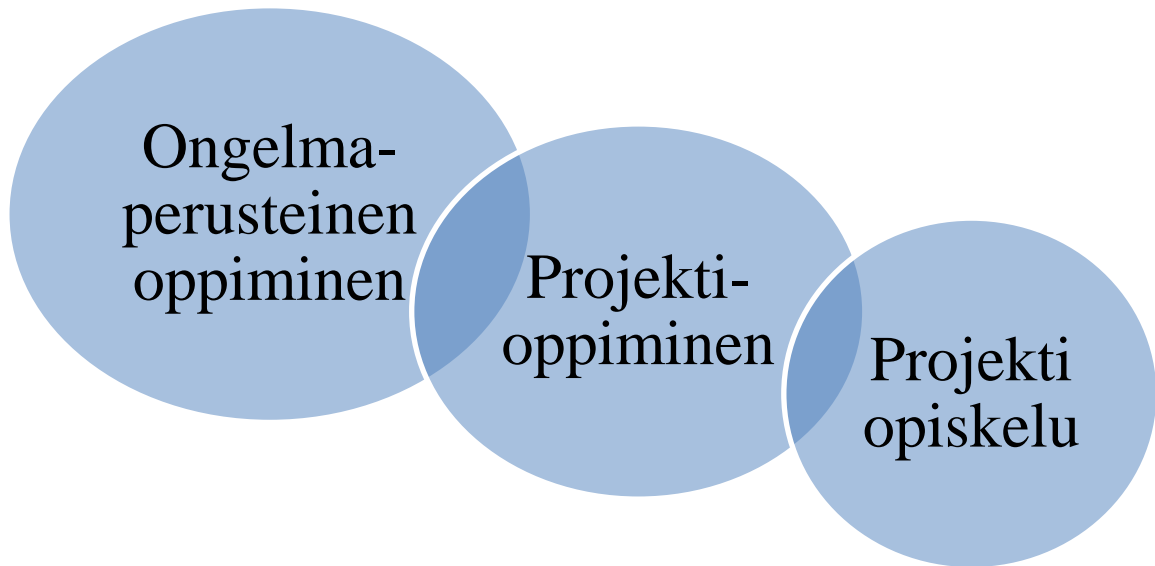 Ongelma-
perusteinen
oppiminen
Projekti-
oppiminen
Projekti
opiskelu